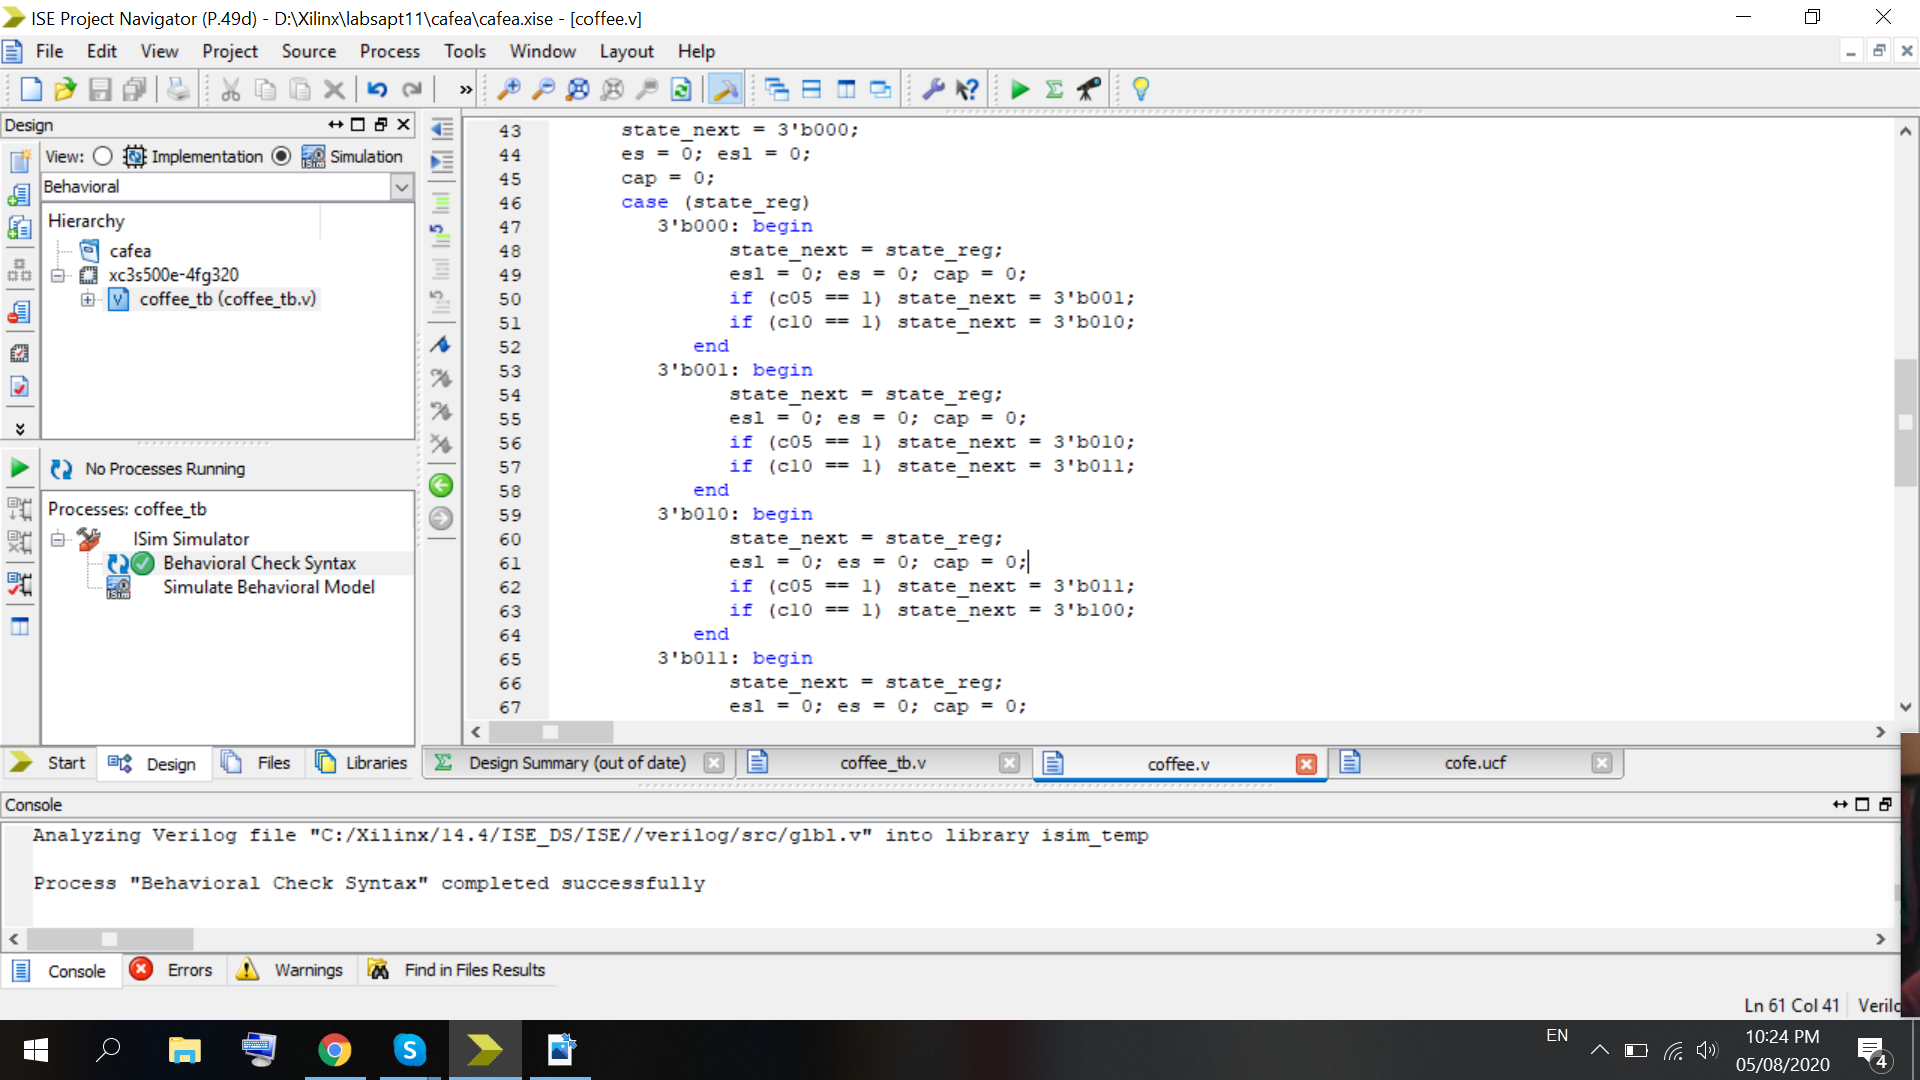 ISE Project Navigator (P.49d) - D:\Xilinx\labsapt11\cafea\cafea.xise - [coffee.v]
File Edit View Project Source Process Tools Window Layout Help
Design
View: Implementation Simulation
Behavioral
Hierarchy
cafea
xc3s500e-4fg320
coffee_tb (coffee_tb.v)
No Processes Running
Processes: coffee_tb
ISim Simulator
Behavioral Check Syntax
Simulate Behavioral Model
43 state_next = 3'b000;
44 es = 0; esl = 0;
45 cap = 0;
46 case (state_reg)
47 3'b000: begin
48 state_next = state_reg;
49 esl = 0; es = 0; cap = 0;
50 if (c05 == 1) state_next = 3'b001;
51 if (c10 == 1) state_next = 3'b010;
52 end
53 3'b001: begin
54 state_next = state_reg;
55 esl = 0; es = 0; cap = 0;
56 if (c05 == 1) state_next = 3'b010;
57 if (c10 == 1) state_next = 3'b011;
58 end
59 3'b010: begin
60 state_next = state_reg;
61 esl = 0; es = 0; cap = 0;
62 if (c05 == 1) state_next = 3'b011;
63 if (c10 == 1) state_next = 3'b100;
64 end
65 3'b011: begin
66 state_next = state_reg;
67 esl = 0; es = 0; cap = 0;
Start Design Files Libraries
Design Summary (out of date) coffee_tb.v coffee.v cofe.ucf
Console
Analyzing Verilog file "C:/Xilinx/14.4/ISE_DS/ISE//verilog/src/glbl.v" into library isim_temp
Process "Behavioral Check Syntax" completed successfully
Console Errors Warnings Find in Files Results
Ln 61 Col 41 Verilo
EN
10:24 PM
05/08/2020
4